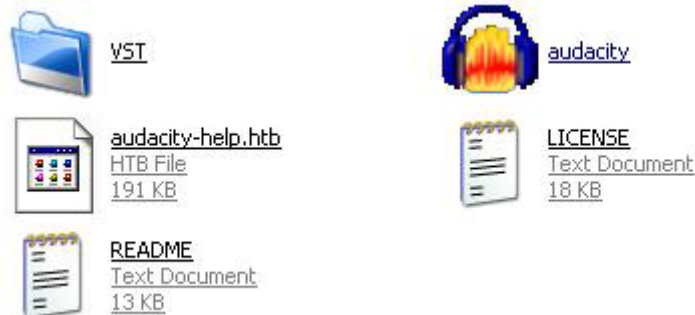 VST
audacity
audacity-help.htb
HTB File
191 KB
LICENSE
Text Document
18 KB
README
Text Document
13 KB